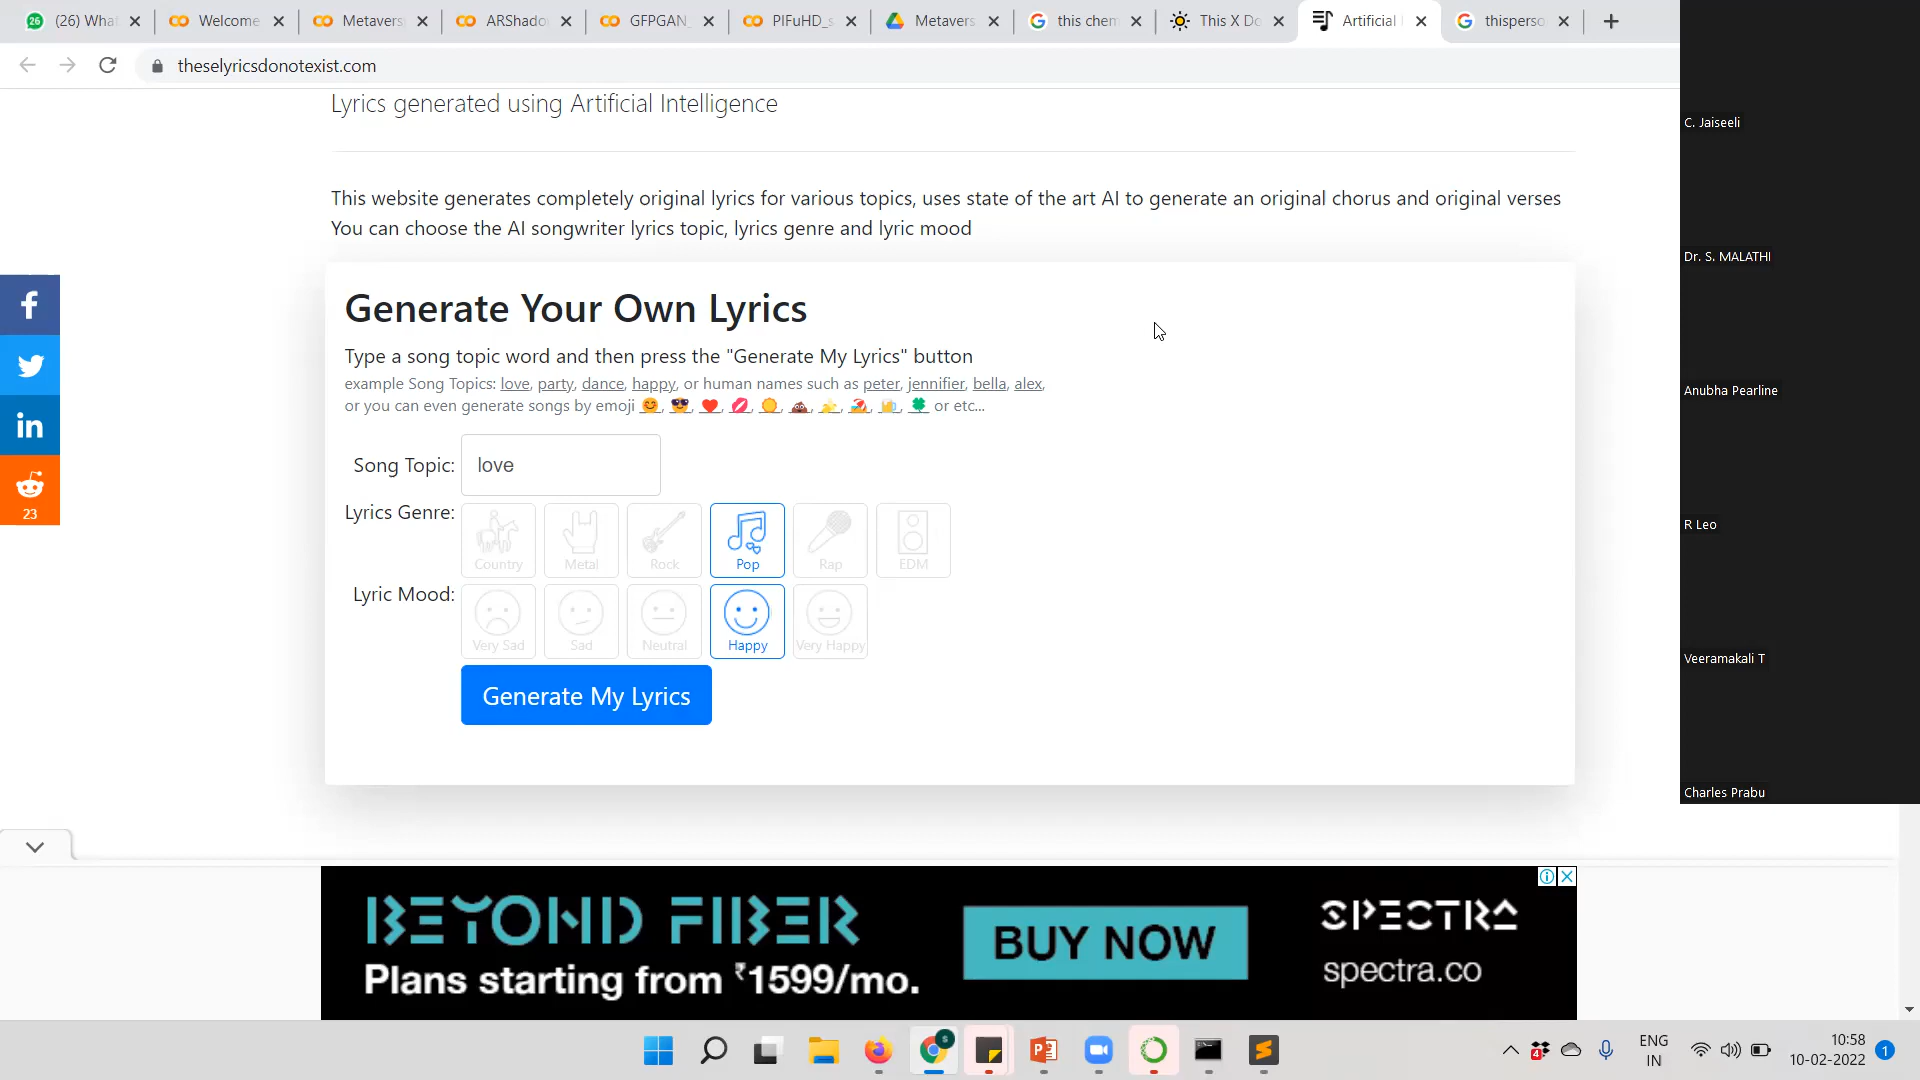 (26) What
Welcome
Metavers
ARShado
GFPGAN_
PIFuHD_s
Metavers
this chem
This X Do
Artificial
thisperso
theselyricsdonotexist.com
Lyrics generated using Artificial Intelligence
This website generates completely original lyrics for various topics, uses state of the art AI to generate an original chorus and original verses
You can choose the AI songwriter lyrics topic, lyrics genre and lyric mood
Generate Your Own Lyrics
Type a song topic word and then press the "Generate My Lyrics" button
example Song Topics: love, party, dance, happy, or human names such as peter, jennifier, bella, alex,
or you can even generate songs by emoji 😊, 😎, ❤️, 💋, 🌞, 💩, 🌟, 🏖, 🍺, 🍀 or etc...
Song Topic: love
Lyrics Genre:
Country Metal Rock Pop Rap EDM
Lyric Mood:
Very Sad Sad Neutral Happy Very Happy
Generate My Lyrics
23
C. Jaiseeli
Dr. S. MALATHI
Anubha Pearline
R Leo
Veeramakali T
Charles Prabu
BEYOND FIBER
Plans starting from ₹1599/mo.
BUY NOW
SPECTRA
spectra.co
4
ENG
IN
10:58
10-02-2022
1